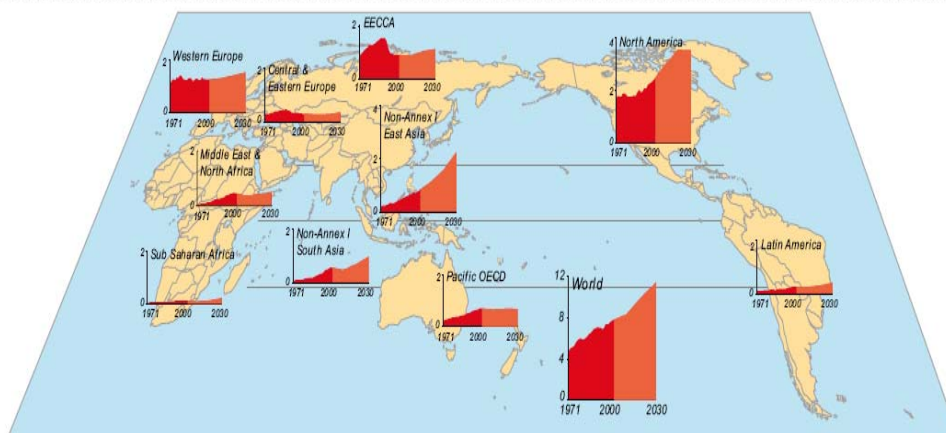 EECCA
2
0
1971 2000 2030
Western Europe
2
0
1971 2000 2030
Central &
Eastern Europe
2
0
1971 2000 2030
North America
4
2
0
1971 2000 2030
Non-Annex I
East Asia
4
2
0
1971 2000 2030
Middle East &
North Africa
2
0
1971 2000 2030
Non-Annex I
South Asia
2
0
1971 2000 2030
Sub Saharan Africa
2
0
1971 2000 2030
Pacific OECD
2
0
1971 2000 2030
World
12
8
4
0
1971 2000 2030
Latin America
2
0
1971 2000 2030